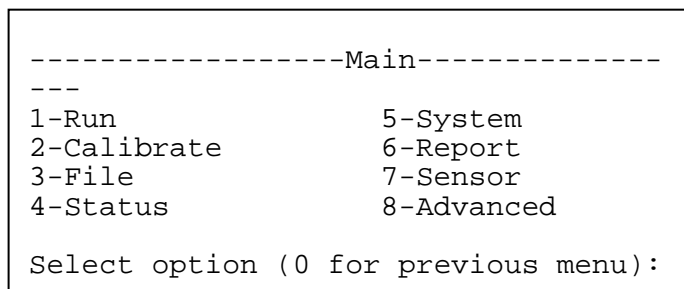 ------------------Main--------------
---
1-Run               5-System
2-Calibrate         6-Report
3-File              7-Sensor
4-Status            8-Advanced
Select option (0 for previous menu):